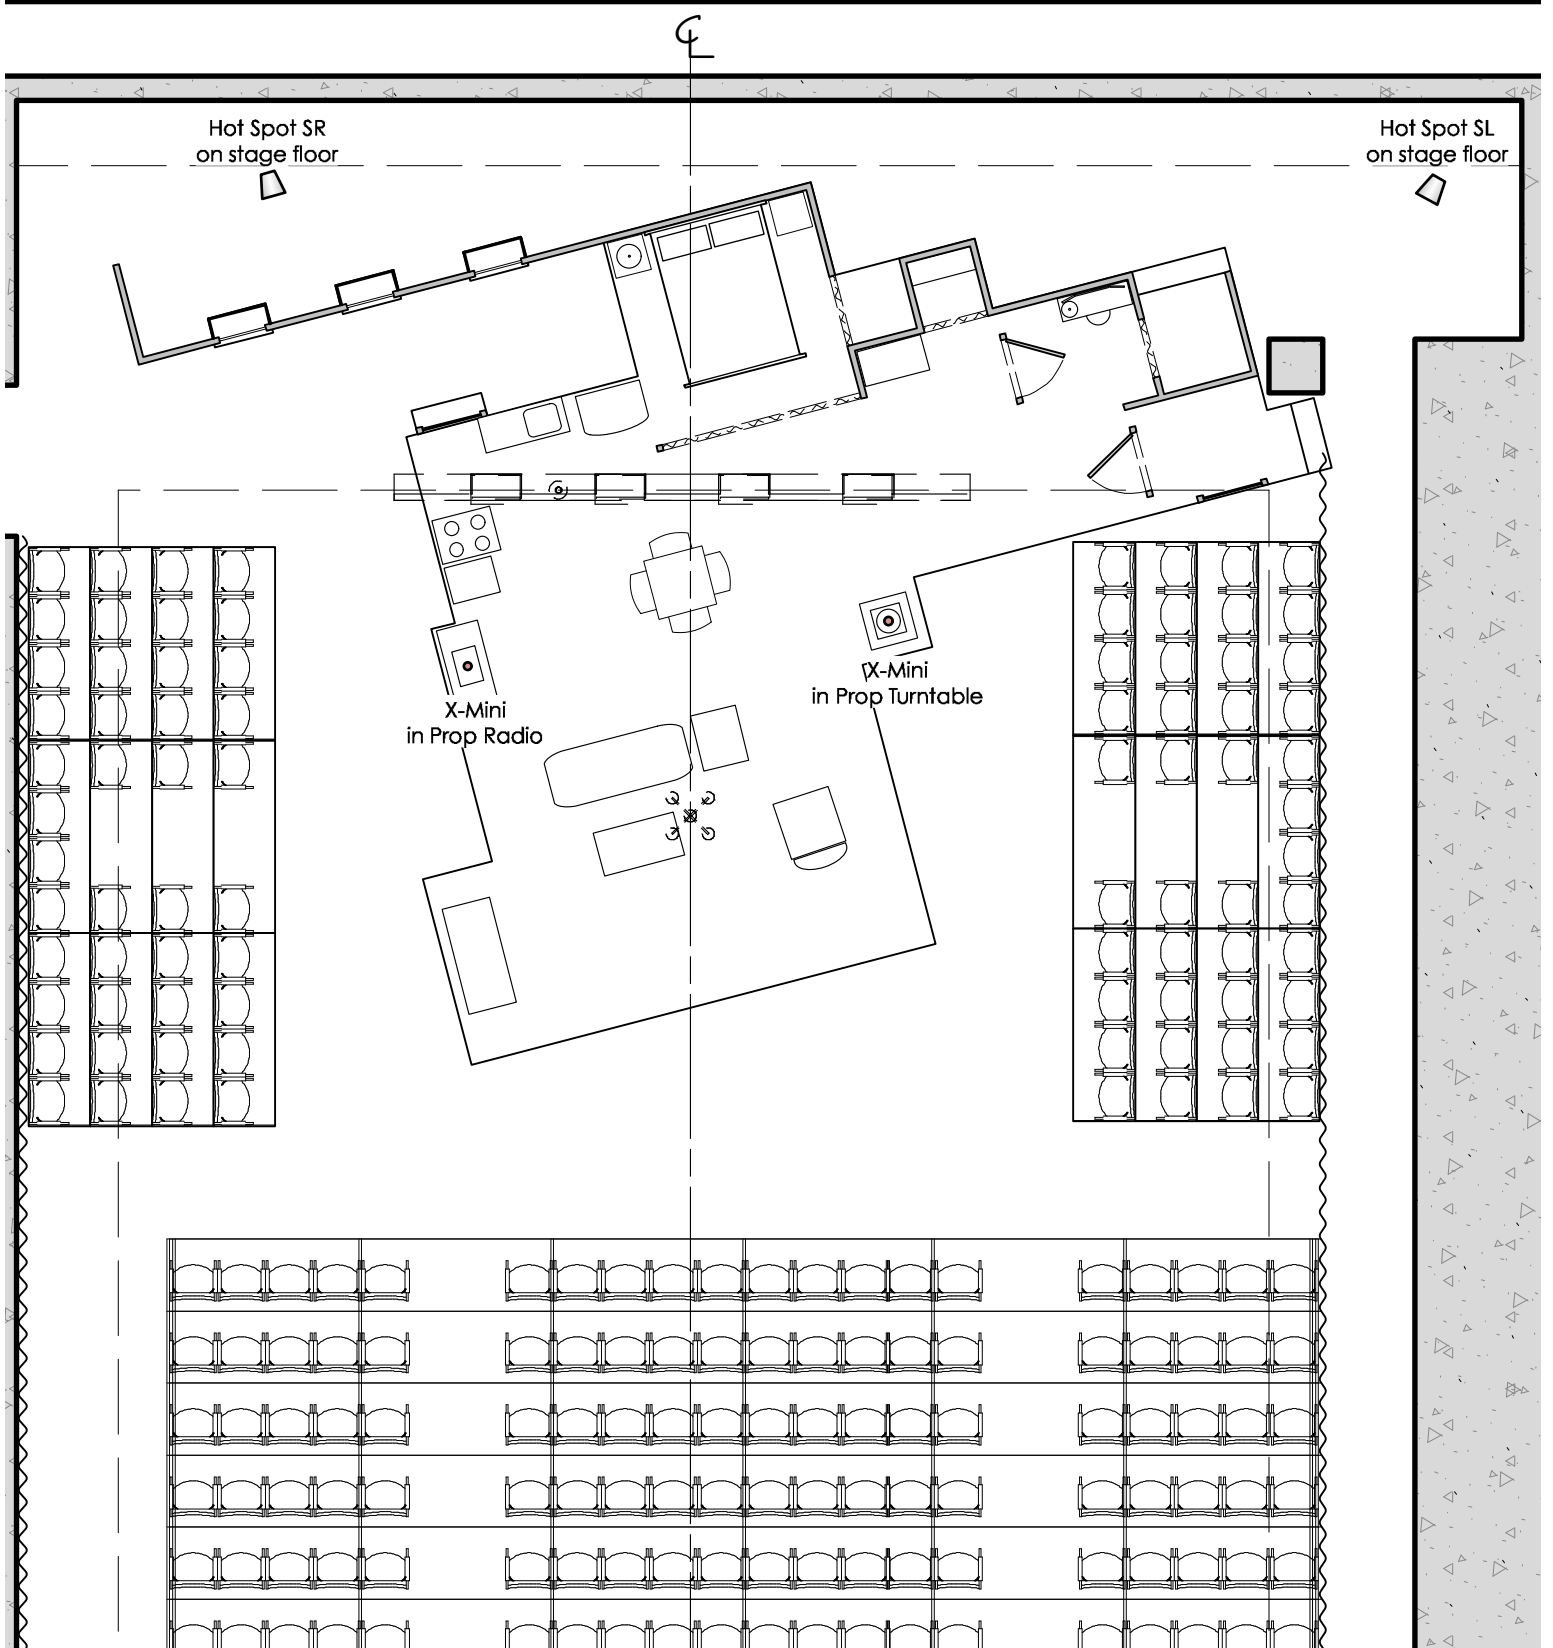 ℄
Hot Spot SR
on stage floor
Hot Spot SL
on stage floor
X-Mini
in Prop Turntable
X-Mini
in Prop Radio